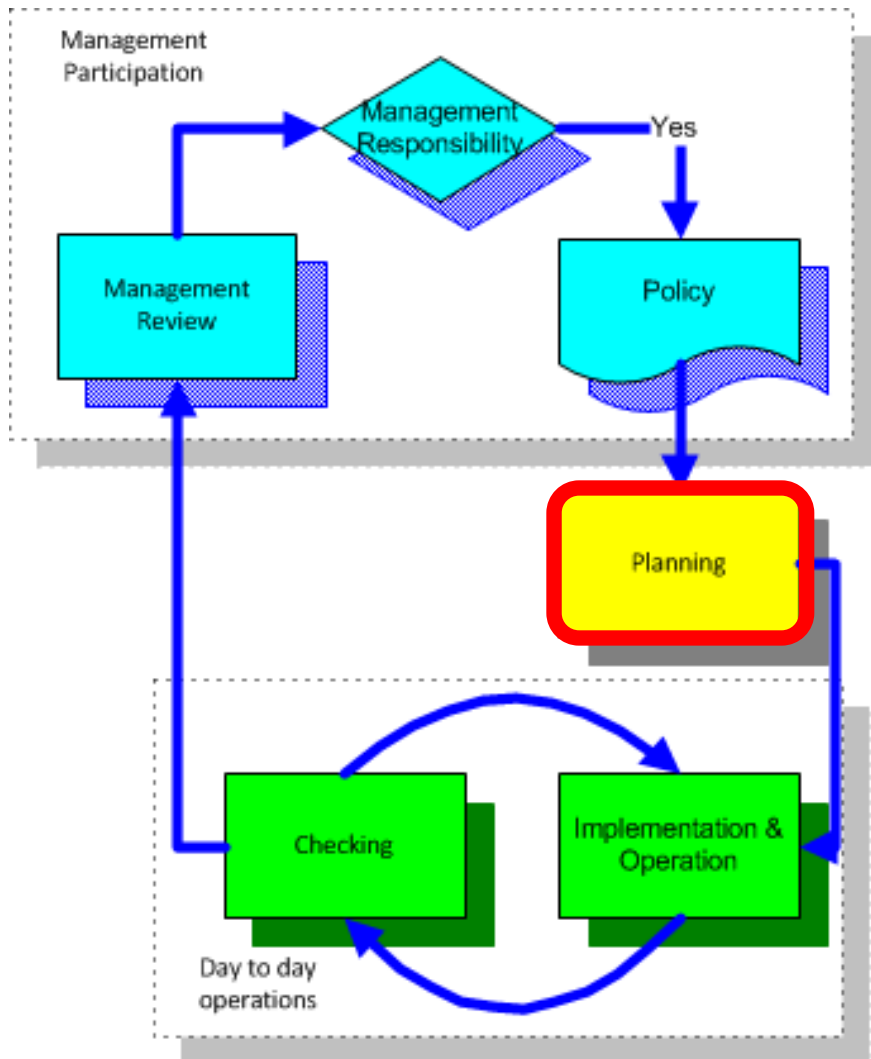 Management
Participation
Management
Responsibility
Yes
Management
Review
Policy
Planning
Checking
Implementation &
Operation
Day to day
operations